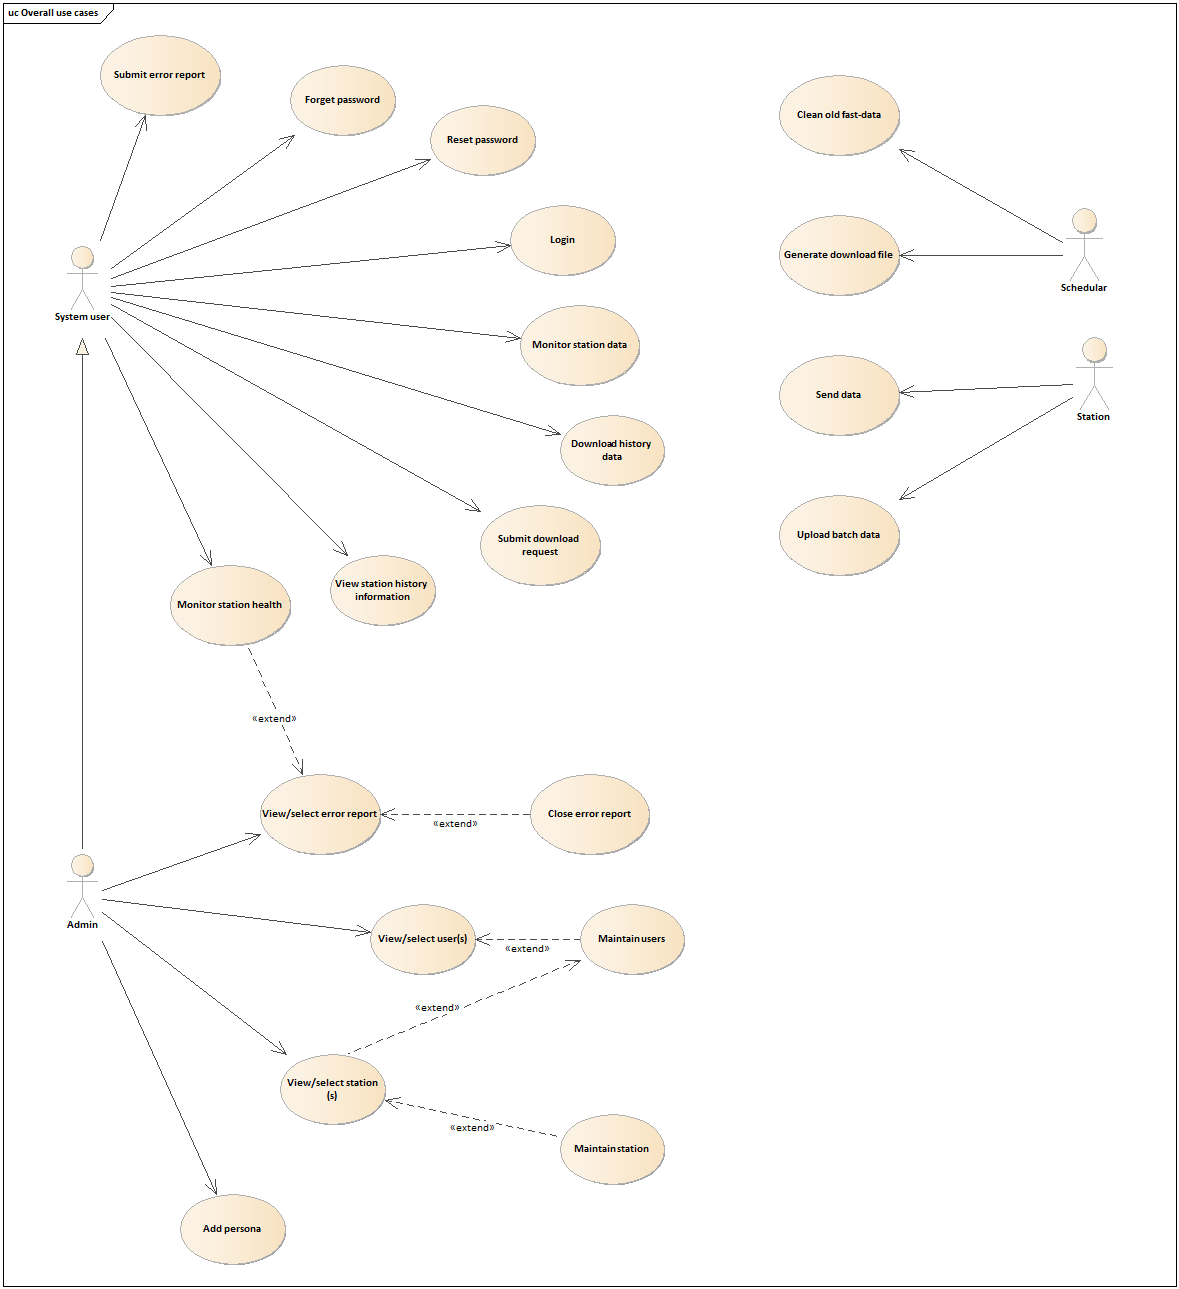 uc Overall use cases
Submit error report
Forget password
Reset password
Clean old fast-data
Login
Generate download file
Schedular
System user
Monitor station data
Send data
Station
Download history
data
Submit download
request
Upload batch data
View station history
information
Monitor station health
«extend»
View/select error report
«extend»
Close error report
Admin
View/select user(s)
«extend»
Maintain users
«extend»
View/select station
(s)
«extend»
Maintain station
Add persona